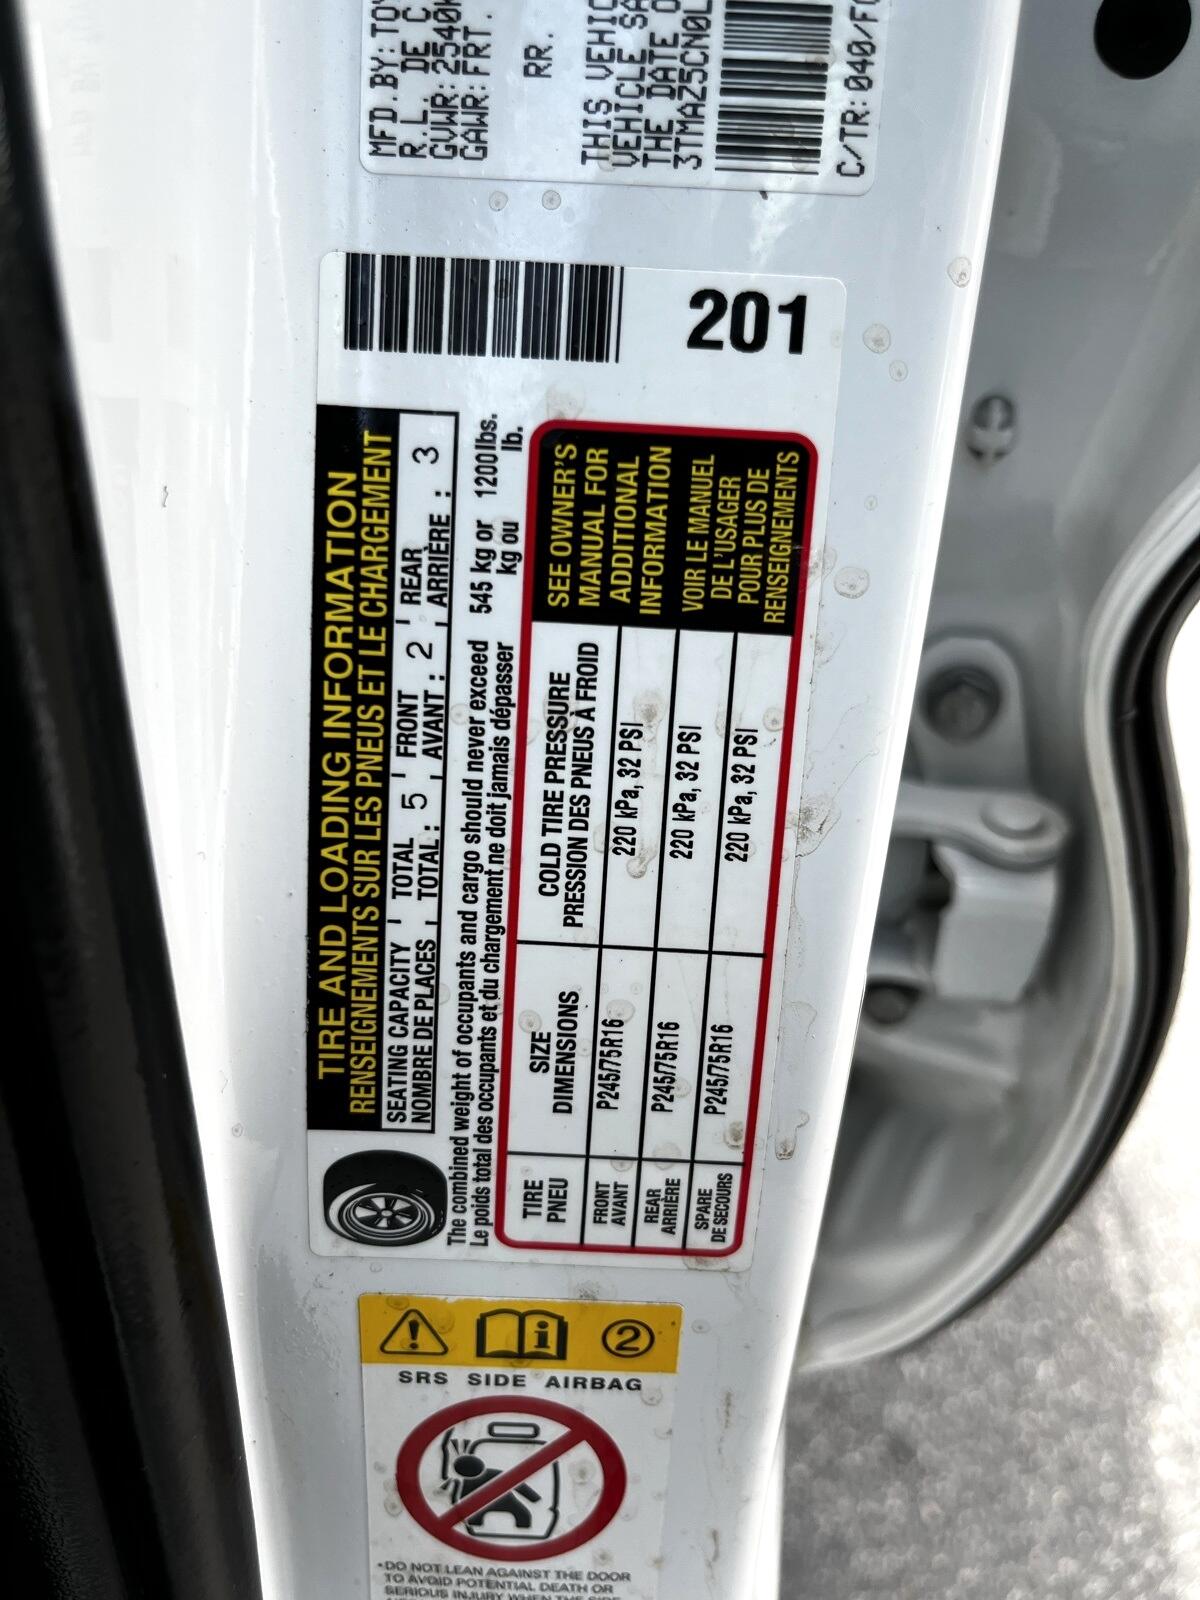 MFD.BY:TOY
R.L. DE C
GVWR:2540K
GAWR:FRT.
RR.
THIS VEHIC
VEHICLE SA
THE DATE O
3TMAZ5CN0L
C/TR:040/F
201
TIRE AND LOADING INFORMATION
RENSEIGNEMENTS SUR LES PNEUS ET LE CHARGEMENT
SEATING CAPACITY TOTAL 5 FRONT 2 REAR 3
NOMBRE DE PLACES TOTAL: AVANT: ARRIÈRE:
The combined weight of occupants and cargo should never exceed 545 kg or 1200lbs.
Le poids total des occupants et du chargement ne doit jamais dépasser kg ou lb.
TIRE SIZE COLD TIRE PRESSURE
PNEU DIMENSIONS PRESSION DES PNEUS À FROID
FRONT P245/75R16 220 kPa, 32 PSI
AVANT
REAR P245/75R16 220 kPa, 32 PSI
ARRIÈRE
SPARE P245/75R16 220 kPa, 32 PSI
DE SECOURS
SEE OWNER'S
MANUAL FOR
ADDITIONAL
INFORMATION
VOIR LE MANUEL
DE L'USAGER
POUR PLUS DE
RENSEIGNEMENTS
2
SRS SIDE AIRBAG
•DO NOT LEAN AGAINST THE DOOR
TO AVOID POTENTIAL DEATH OR
SERIOUS INJURY WHEN THE SIDE